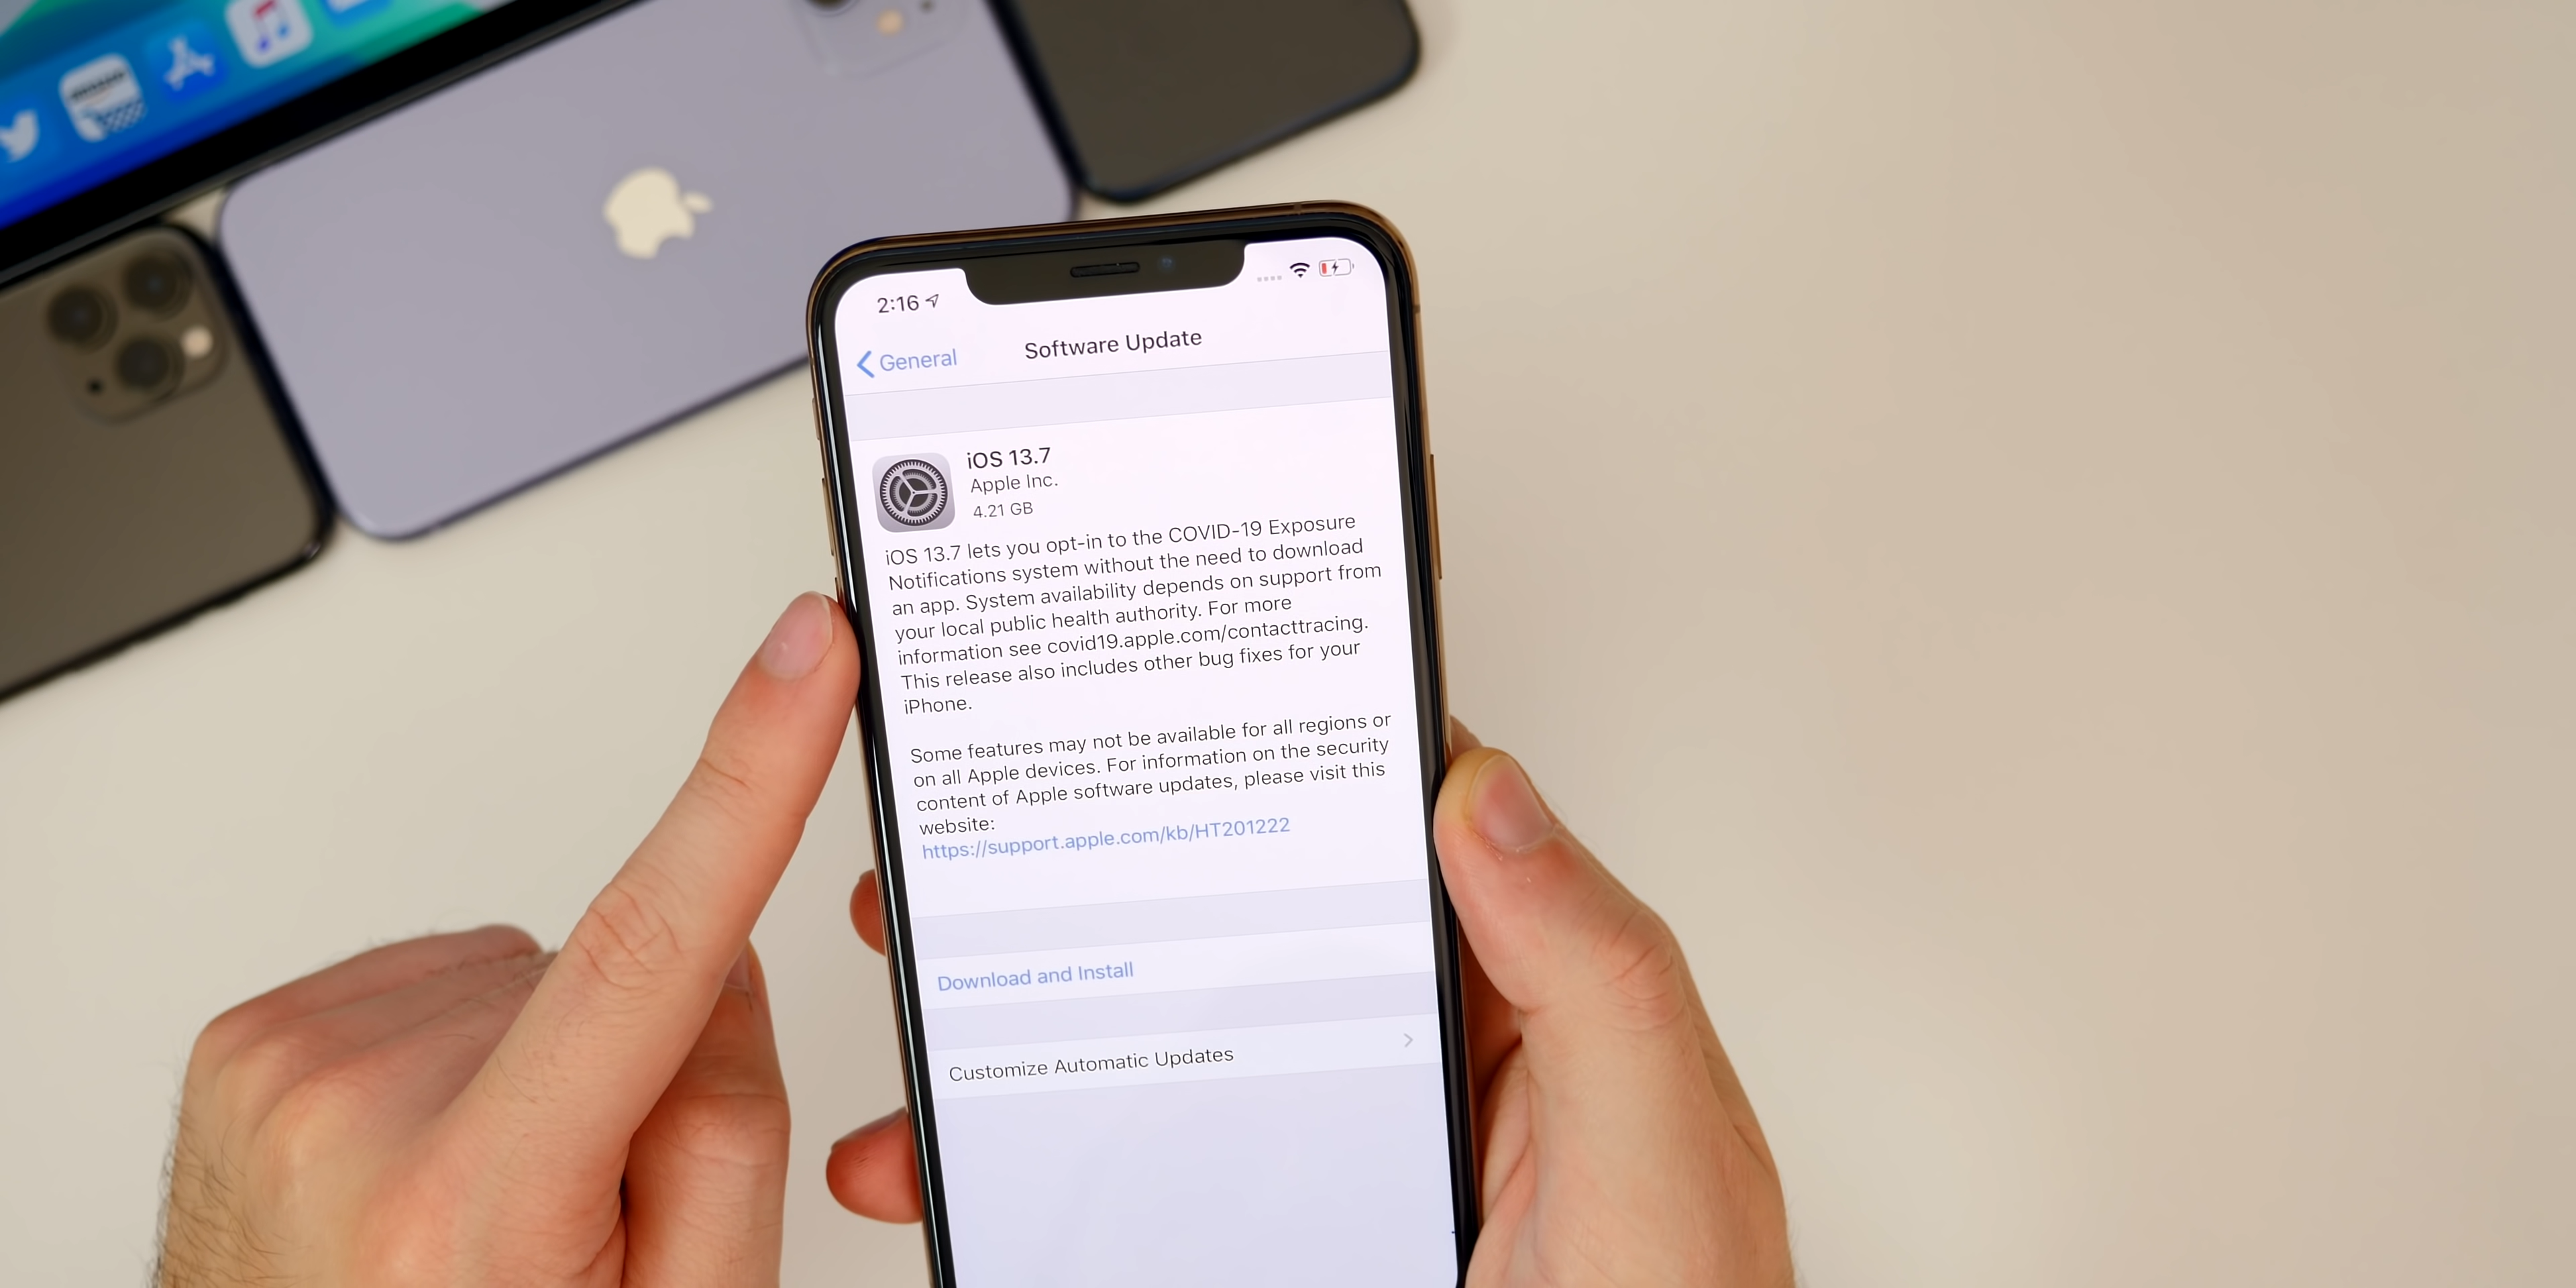 2:16
General
Software Update
iOS 13.7
Apple Inc.
4.21 GB
iOS 13.7 lets you opt-in to the COVID-19 Exposure
Notifications system without the need to download
an app. System availability depends on support from
your local public health authority. For more
information see covid19.apple.com/contacttracing.
This release also includes other bug fixes for your
iPhone.
Some features may not be available for all regions or
on all Apple devices. For information on the security
content of Apple software updates, please visit this
website:
https://support.apple.com/kb/HT201222
Download and Install
Customize Automatic Updates